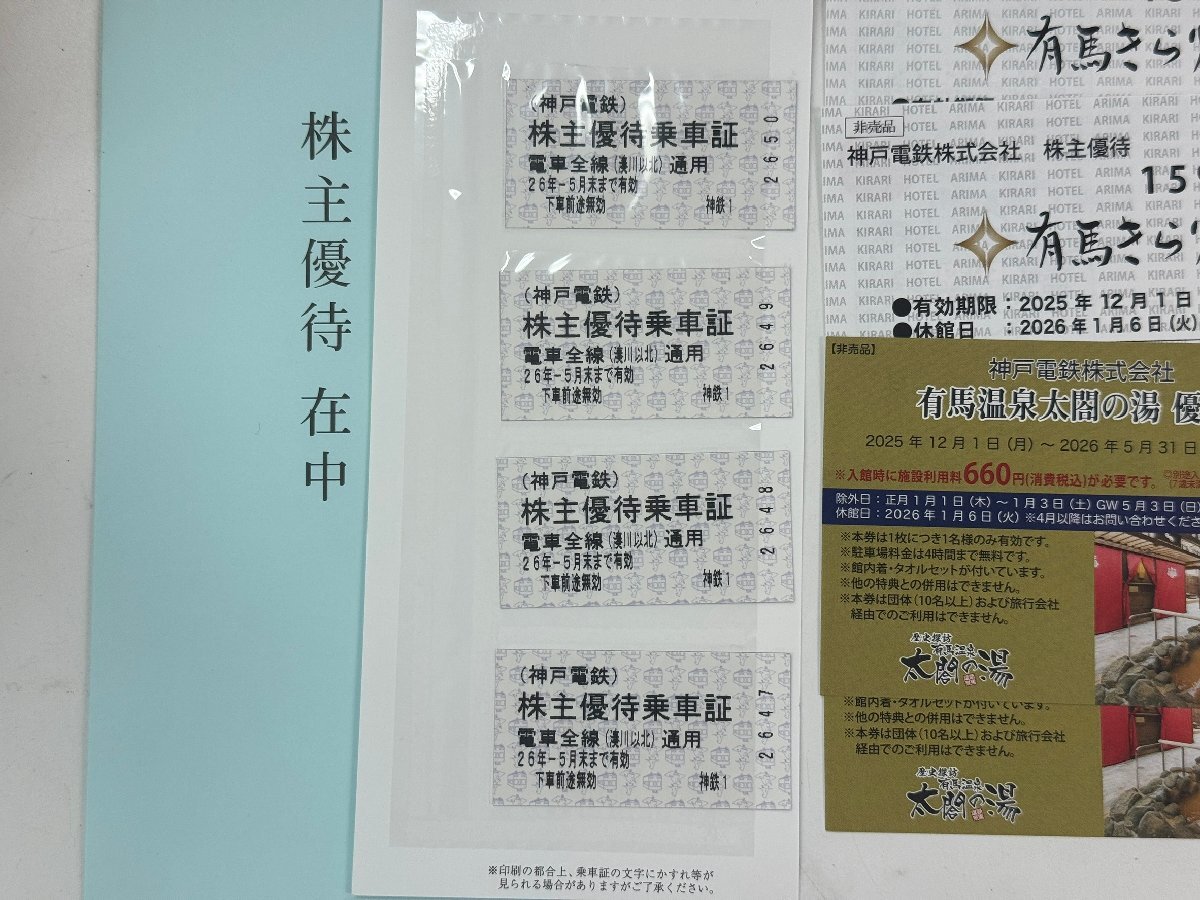 株主優待 在中
(神戸電鉄)
株主優待乗車証
電車全線(湊川以北)通用
26年-5月末まで有効
下車前途無効 神鉄1
2650
(神戸電鉄)
株主優待乗車証
電車全線(湊川以北)通用
26年-5月末まで有効
下車前途無効 神鉄1
2649
(神戸電鉄)
株主優待乗車証
電車全線(湊川以北)通用
26年-5月末まで有効
下車前途無効 神鉄1
2648
(神戸電鉄)
株主優待乗車証
電車全線(湊川以北)通用
26年-5月末まで有効
下車前途無効 神鉄1
2647
※印刷の都合上、乗車証の文字にかすれ等が
見られる場合がありますがご了承ください。
ARIMA KIRARI HOTEL ARIMA KIRARI HOTEL
有馬きら
非売品
神戸電鉄株式会社 株主優待
15
有馬きら
●有効期限 : 2025年12月1日
●休館日 : 2026年1月6日(火)
【非売品】
神戸電鉄株式会社
有馬温泉太閤の湯 優
2025年12月1日(月)～2026年5月31日
※入館時に施設利用料660円(消費税込)が必要です。
除外日：正月1月1日(木)～1月3日(土) GW5月3日(日)
休館日：2026年1月6日(火) ※4月以降はお問い合わせくださ
※本券は1枚につき1名様のみ有効です。
※駐車場料金は4時間まで無料です。
※館内着・タオルセットが付いています。
※他の特典との併用はできません。
※本券は団体(10名以上)および旅行会社
経由でのご利用はできません。
歴史探訪
有馬温泉
太閤の湯
※館内着・タオルセットが付いています。
※他の特典との併用はできません。
※本券は団体(10名以上)および旅行会社
経由でのご利用はできません。
歴史探訪
有馬温泉
太閤の湯